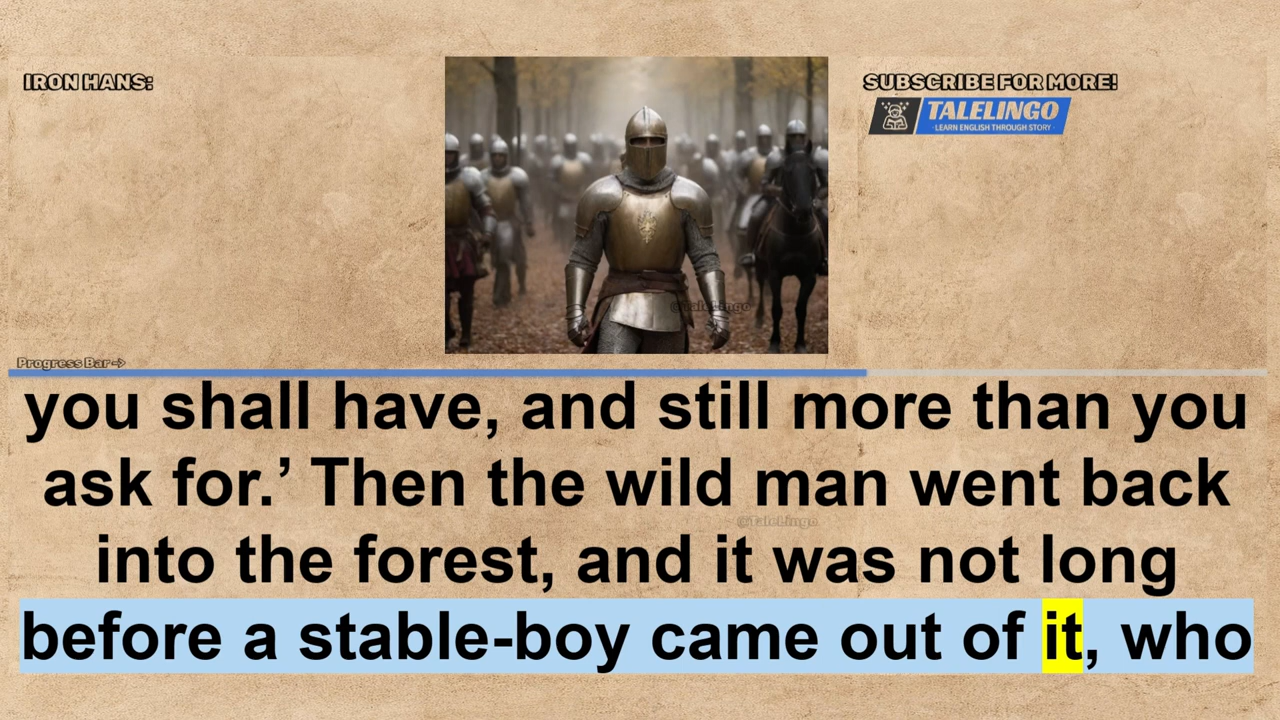 IRON HANS:
SUBSCRIBE FOR MORE!
TALELINGO
· LEARN ENGLISH THROUGH STORY ·
@TaleLingo
Progress Bar->
you shall have, and still more than you
ask for.’ Then the wild man went back
@TaleLingo
into the forest, and it was not long
before a stable-boy came out of it, who